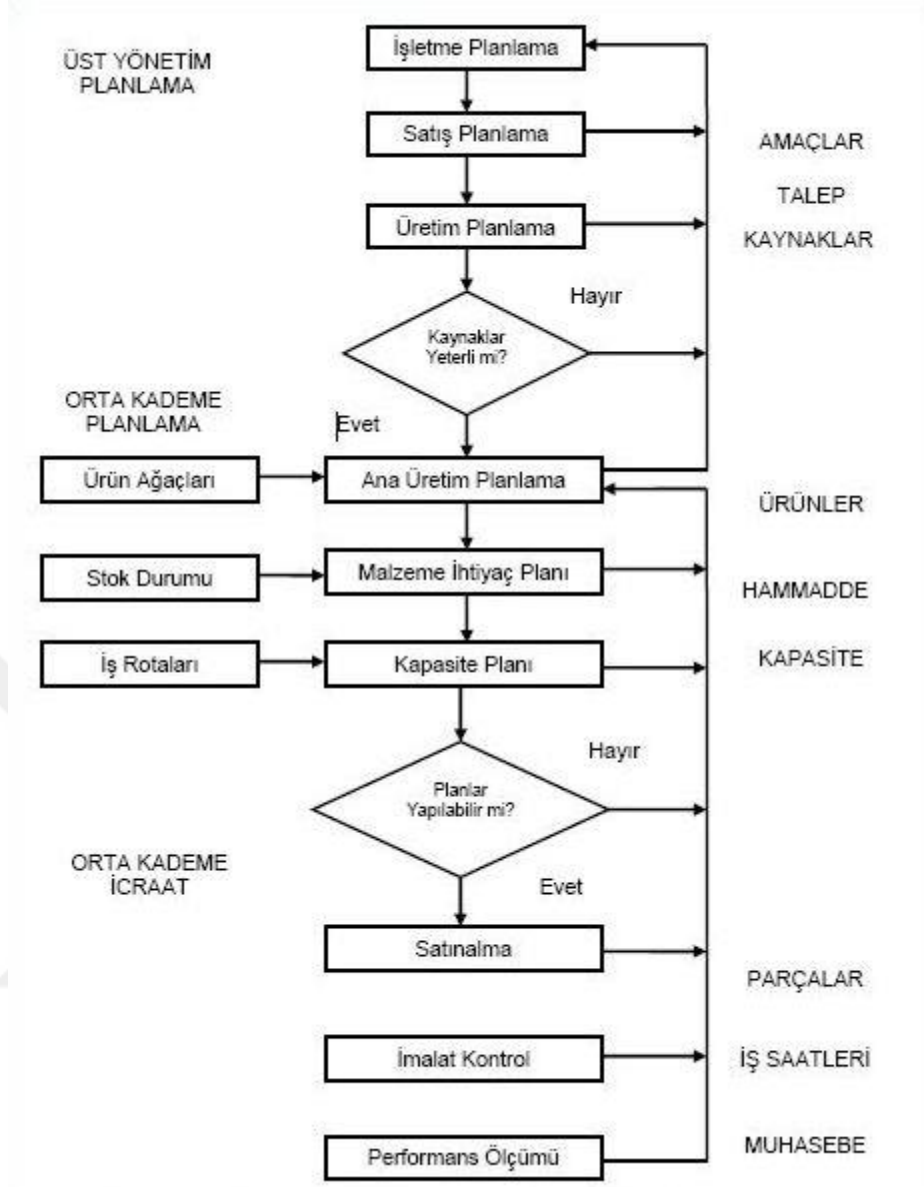 İşletme Planlama
ÜST YÖNETİM
PLANLAMA
Satış Planlama
AMAÇLAR
TALEP
Üretim Planlama
KAYNAKLAR
Hayır
Kaynaklar
Yeterli mi?
ORTA KADEME
PLANLAMA
Evet
Ürün Ağaçları
Ana Üretim Planlama
ÜRÜNLER
Stok Durumu
Malzeme İhtiyaç Planı
HAMMADDE
İş Rotaları
Kapasite Planı
KAPASİTE
Hayır
Planlar
Yapılabilir mi?
ORTA KADEME
İCRAAT
Evet
Satınalma
PARÇALAR
İmalat Kontrol
İŞ SAATLERİ
Performans Ölçümü
MUHASEBE